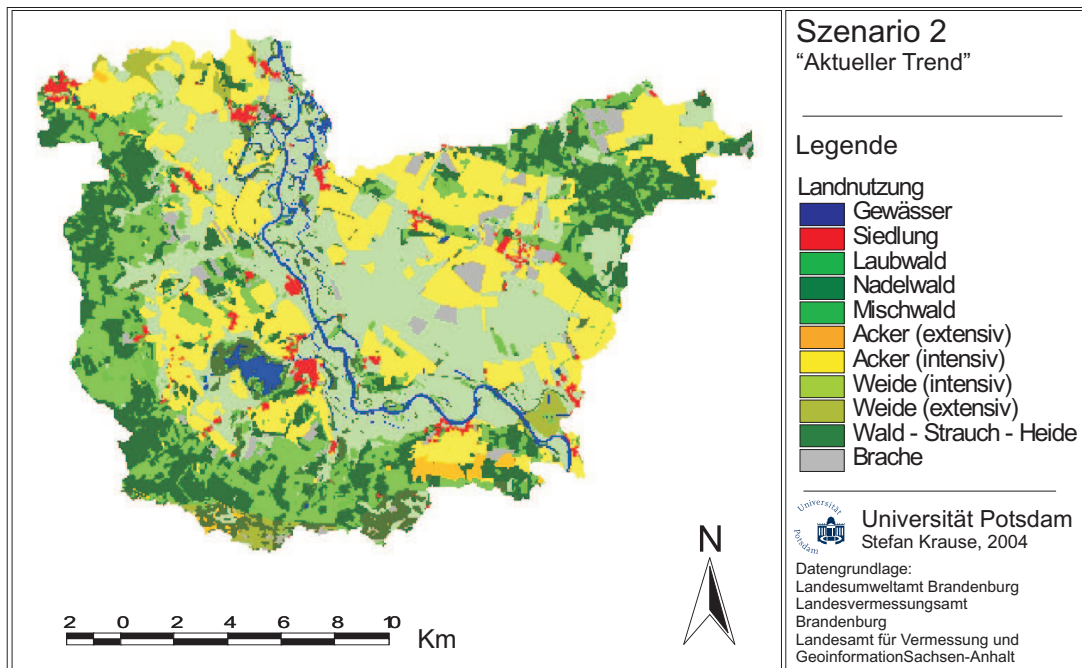 Szenario 2
“Aktueller Trend”
Legende
Landnutzung
Gewässer
Siedlung
Laubwald
Nadelwald
Mischwald
Acker (extensiv)
Acker (intensiv)
Weide (intensiv)
Weide (extensiv)
Wald - Strauch - Heide
Brache
Universität
Potsdam
Universität Potsdam
Stefan Krause, 2004
Datengrundlage:
Landesumweltamt Brandenburg
Landesvermessungsamt
Brandenburg
Landesamt für Vermessung und
GeoinformationSachsen-Anhalt
N
2 0 2 4 6 8 10
Km